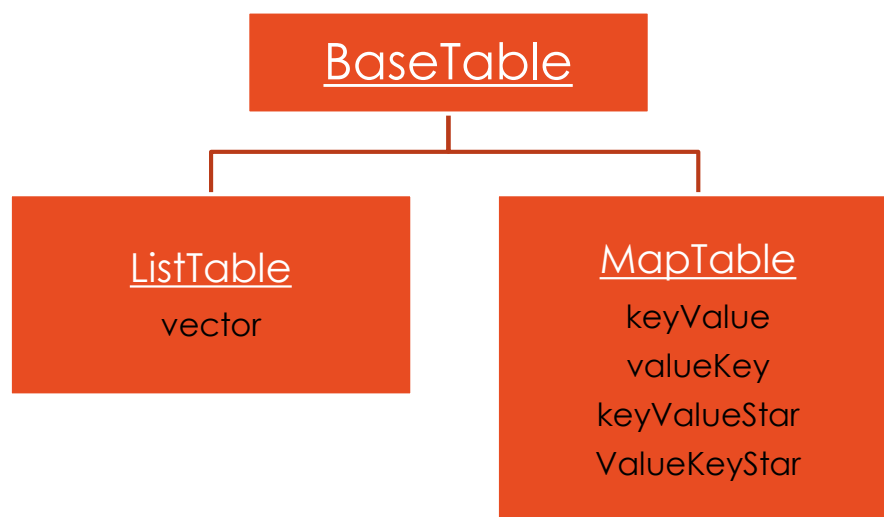 BaseTable
ListTable
vector
MapTable
keyValue
valueKey
keyValueStar
ValueKeyStar